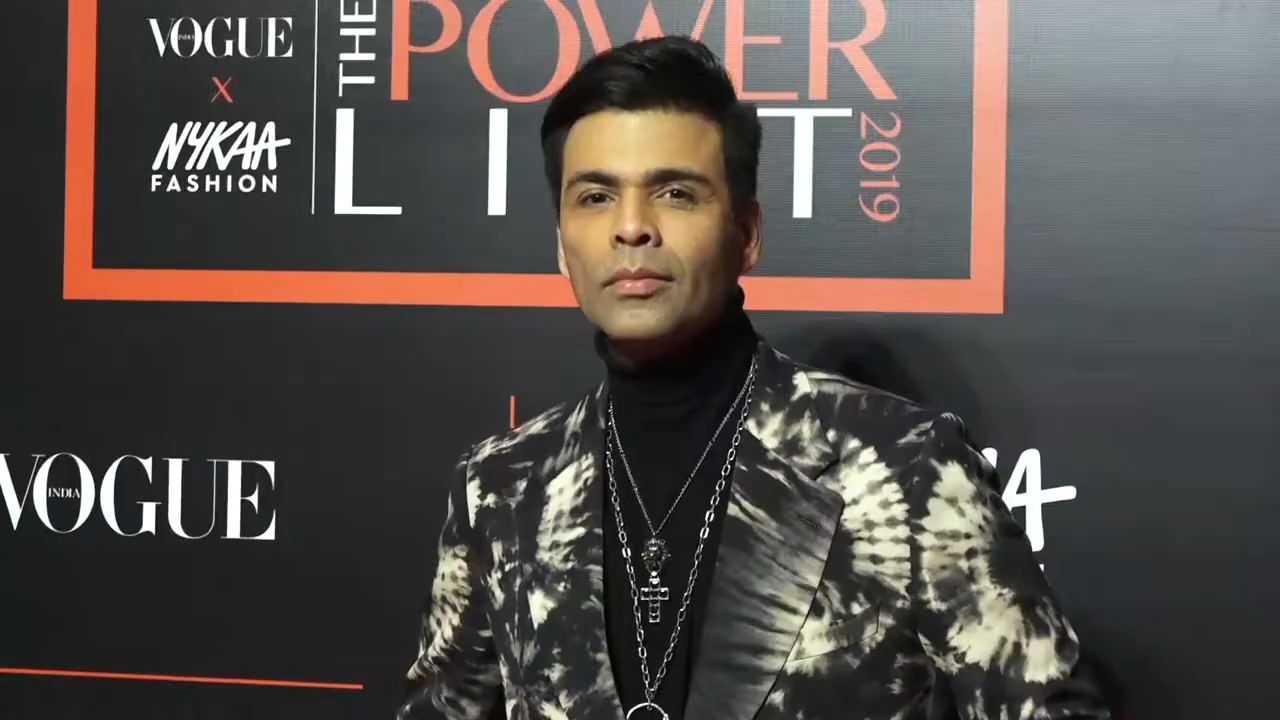 VOGUE
INDIA
X
NYKAA
FASHION
THE
POWER
LI T
2019
VOGUE
INDIA